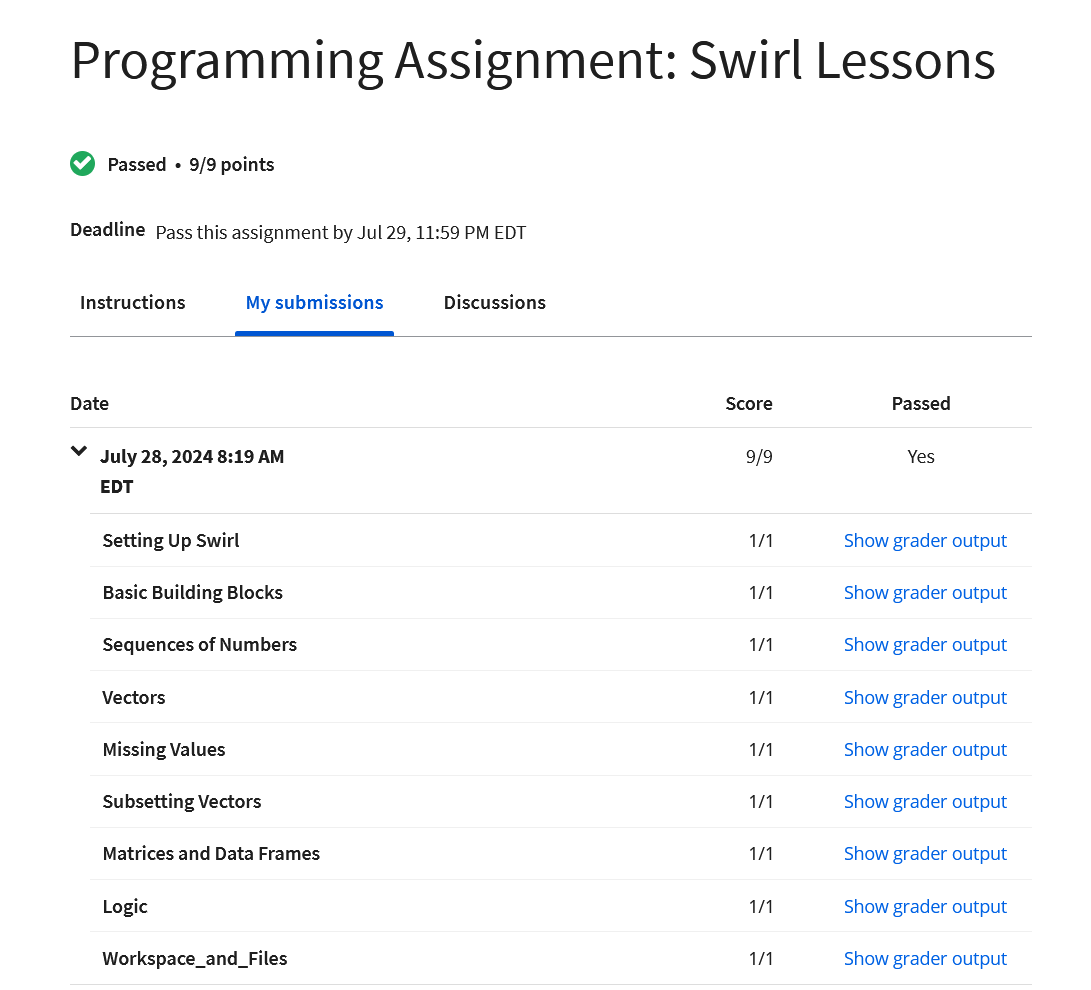 Programming Assignment: Swirl Lessons
Passed • 9/9 points
Deadline Pass this assignment by Jul 29, 11:59 PM EDT
Instructions My submissions Discussions
Date Score Passed
July 28, 2024 8:19 AM 9/9 Yes
EDT
Setting Up Swirl 1/1 Show grader output
Basic Building Blocks 1/1 Show grader output
Sequences of Numbers 1/1 Show grader output
Vectors 1/1 Show grader output
Missing Values 1/1 Show grader output
Subsetting Vectors 1/1 Show grader output
Matrices and Data Frames 1/1 Show grader output
Logic 1/1 Show grader output
Workspace_and_Files 1/1 Show grader output